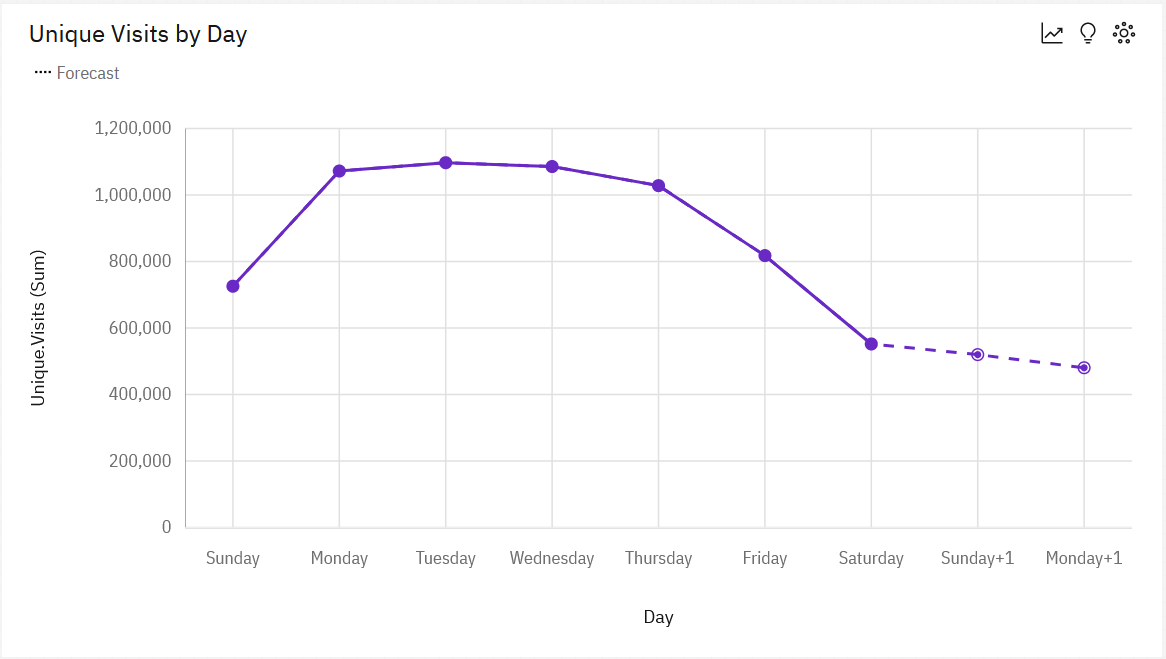 Unique Visits by Day
Forecast
1,200,000
1,000,000
800,000
600,000
400,000
200,000
0
Unique.Visits (Sum)
Sunday Monday Tuesday Wednesday Thursday Friday Saturday Sunday+1 Monday+1
Day